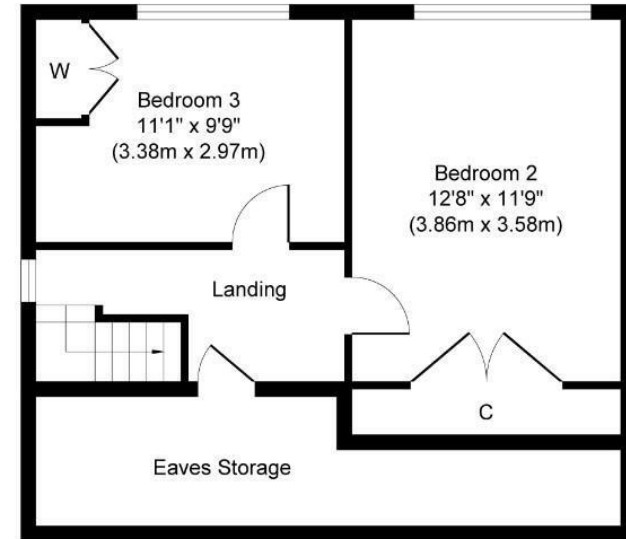 W
Bedroom 3
11'1" x 9'9"
(3.38m x 2.97m)
Bedroom 2
12'8" x 11'9"
(3.86m x 3.58m)
Landing
C
Eaves Storage